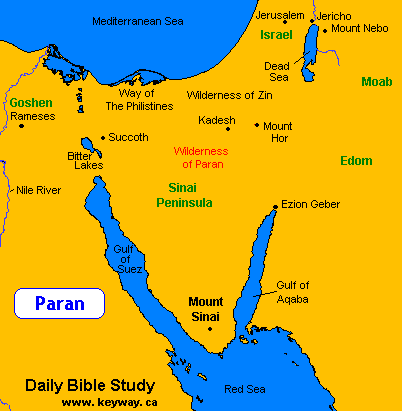 Mediterranean Sea
Jerusalem
Jericho
Mount Nebo
Israel
Dead
Sea
Moab
Way of
The Philistines
Wilderness of Zin
Goshen
Rameses
Kadesh
Mount
Hor
Succoth
Bitter
Lakes
Wilderness
of Paran
Edom
Nile River
Sinai
Peninsula
Ezion Geber
Gulf
of
Suez
Gulf of
Aqaba
Paran
Mount
Sinai
Daily Bible Study
www.keyway.ca
Red Sea